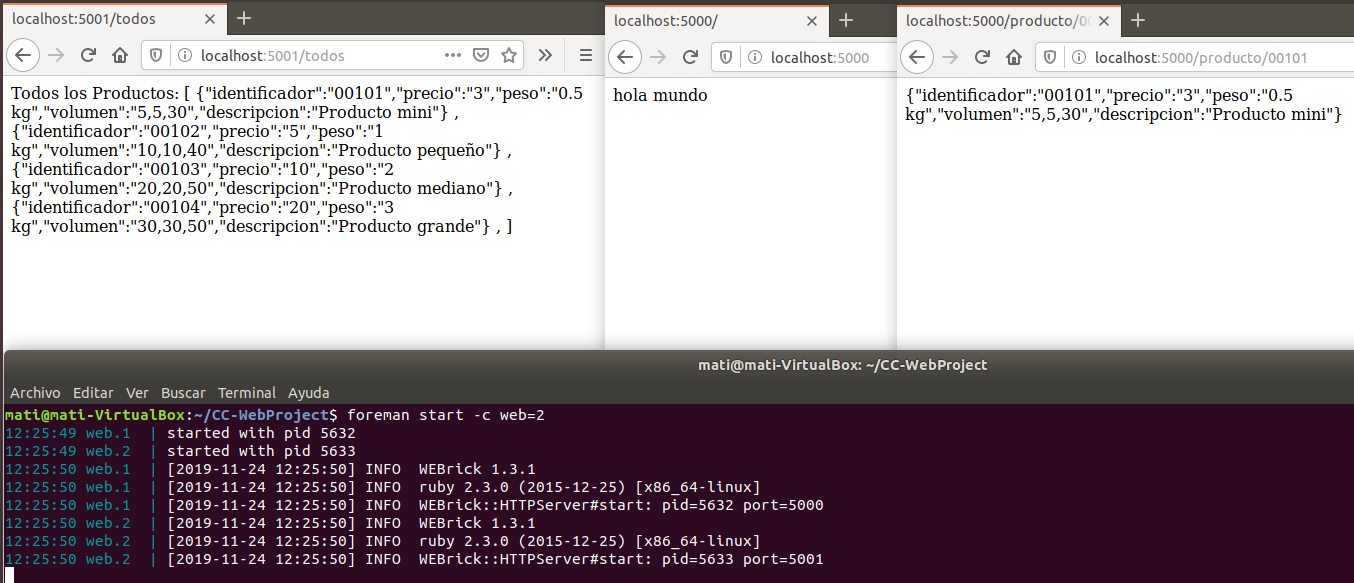 localhost:5001/todos
localhost:5001/todos
Todos los Productos: [ {"identificador":"00101","precio":"3","peso":"0.5
kg","volumen":"5,5,30","descripcion":"Producto mini"} ,
{"identificador":"00102","precio":"5","peso":"1
kg","volumen":"10,10,40","descripcion":"Producto pequeño"} ,
{"identificador":"00103","precio":"10","peso":"2
kg","volumen":"20,20,50","descripcion":"Producto mediano"} ,
{"identificador":"00104","precio":"20","peso":"3
kg","volumen":"30,30,50","descripcion":"Producto grande"} , ]
localhost:5000/
localhost:5000
hola mundo
localhost:5000/producto/00
localhost:5000/producto/00101
{"identificador":"00101","precio":"3","peso":"0.5
kg","volumen":"5,5,30","descripcion":"Producto mini"}
mati@mati-VirtualBox: ~/CC-WebProject
Archivo Editar Ver Buscar Terminal Ayuda
mati@mati-VirtualBox:~/CC-WebProject$ foreman start -c web=2
12:25:49 web.1 | started with pid 5632
12:25:49 web.2 | started with pid 5633
12:25:50 web.1 | [2019-11-24 12:25:50] INFO WEBrick 1.3.1
12:25:50 web.1 | [2019-11-24 12:25:50] INFO ruby 2.3.0 (2015-12-25) [x86_64-linux]
12:25:50 web.1 | [2019-11-24 12:25:50] INFO WEBrick::HTTPServer#start: pid=5632 port=5000
12:25:50 web.2 | [2019-11-24 12:25:50] INFO WEBrick 1.3.1
12:25:50 web.2 | [2019-11-24 12:25:50] INFO ruby 2.3.0 (2015-12-25) [x86_64-linux]
12:25:50 web.2 | [2019-11-24 12:25:50] INFO WEBrick::HTTPServer#start: pid=5633 port=5001